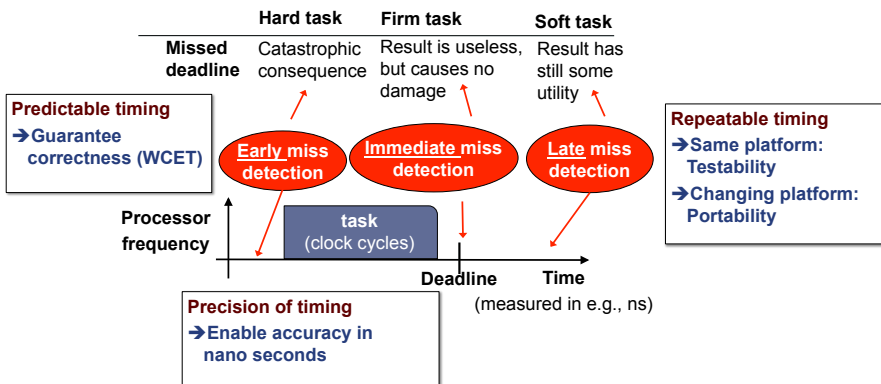 Hard task Firm task Soft task
Missed
deadline
Catastrophic
consequence
Result is useless,
but causes no
damage
Result has
still some
utility
Predictable timing
➔Guarantee
correctness (WCET)
Early miss
detection
Immediate miss
detection
Late miss
detection
Repeatable timing
➔Same platform:
Testability
➔Changing platform:
Portability
Processor
frequency
task
(clock cycles)
Deadline
Time
(measured in e.g., ns)
Precision of timing
➔Enable accuracy in
nano seconds